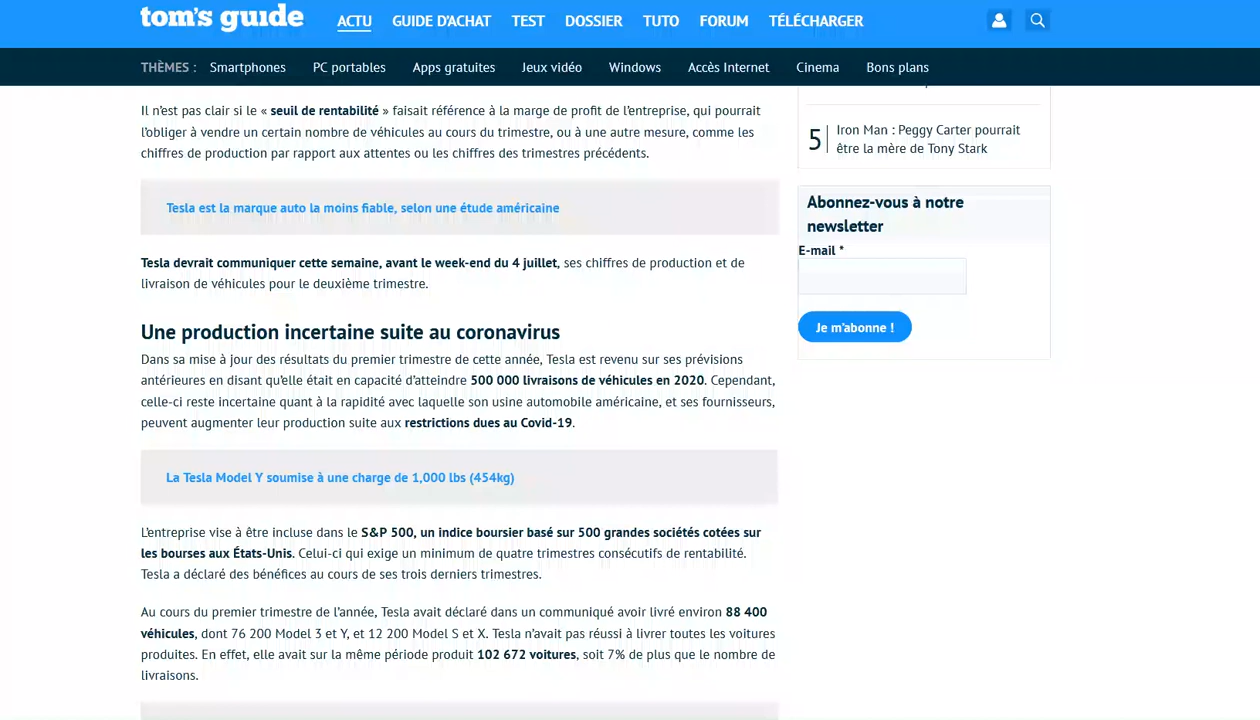 tom's guide
ACTU GUIDE D'ACHAT TEST DOSSIER TUTO FORUM TÉLÉCHARGER
THÈMES : Smartphones PC portables Apps gratuites Jeux vidéo Windows Accès Internet Cinema Bons plans
Il n'est pas clair si le « seuil de rentabilité » faisait référence à la marge de profit de l'entreprise, qui pourrait
l'obliger à vendre un certain nombre de véhicules au cours du trimestre, ou à une autre mesure, comme les
chiffres de production par rapport aux attentes ou les chiffres des trimestres précédents.
Tesla est la marque auto la moins fiable, selon une étude américaine
Tesla devrait communiquer cette semaine, avant le week-end du 4 juillet, ses chiffres de production et de
livraison de véhicules pour le deuxième trimestre.
Une production incertaine suite au coronavirus
Dans sa mise à jour des résultats du premier trimestre de cette année, Tesla est revenu sur ses prévisions
antérieures en disant qu'elle était en capacité d'atteindre 500 000 livraisons de véhicules en 2020. Cependant,
celle-ci reste incertaine quant à la rapidité avec laquelle son usine automobile américaine, et ses fournisseurs,
peuvent augmenter leur production suite aux restrictions dues au Covid-19.
La Tesla Model Y soumise à une charge de 1,000 lbs (454kg)
L'entreprise vise à être incluse dans le S&P 500, un indice boursier basé sur 500 grandes sociétés cotées sur
les bourses aux États-Unis. Celui-ci qui exige un minimum de quatre trimestres consécutifs de rentabilité.
Tesla a déclaré des bénéfices au cours de ses trois derniers trimestres.
Au cours du premier trimestre de l'année, Tesla avait déclaré dans un communiqué avoir livré environ 88 400
véhicules, dont 76 200 Model 3 et Y, et 12 200 Model S et X. Tesla n'avait pas réussi à livrer toutes les voitures
produites. En effet, elle avait sur la même période produit 102 672 voitures, soit 7% de plus que le nombre de
livraisons.
5 Iron Man : Peggy Carter pourrait
être la mère de Tony Stark
Abonnez-vous à notre
newsletter
E-mail *
Je m'abonne !